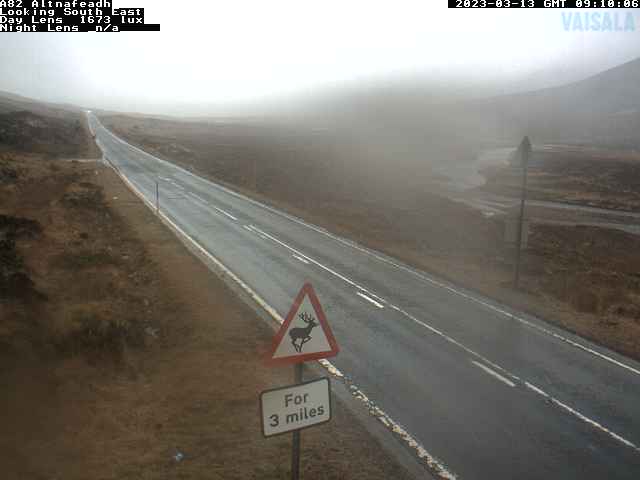 A82 Altnafeadh
Looking South East
Day Lens 1673 lux
Night Lens n/a
2023-03-13 GMT 09:10:06
VAISALA
For
3 miles